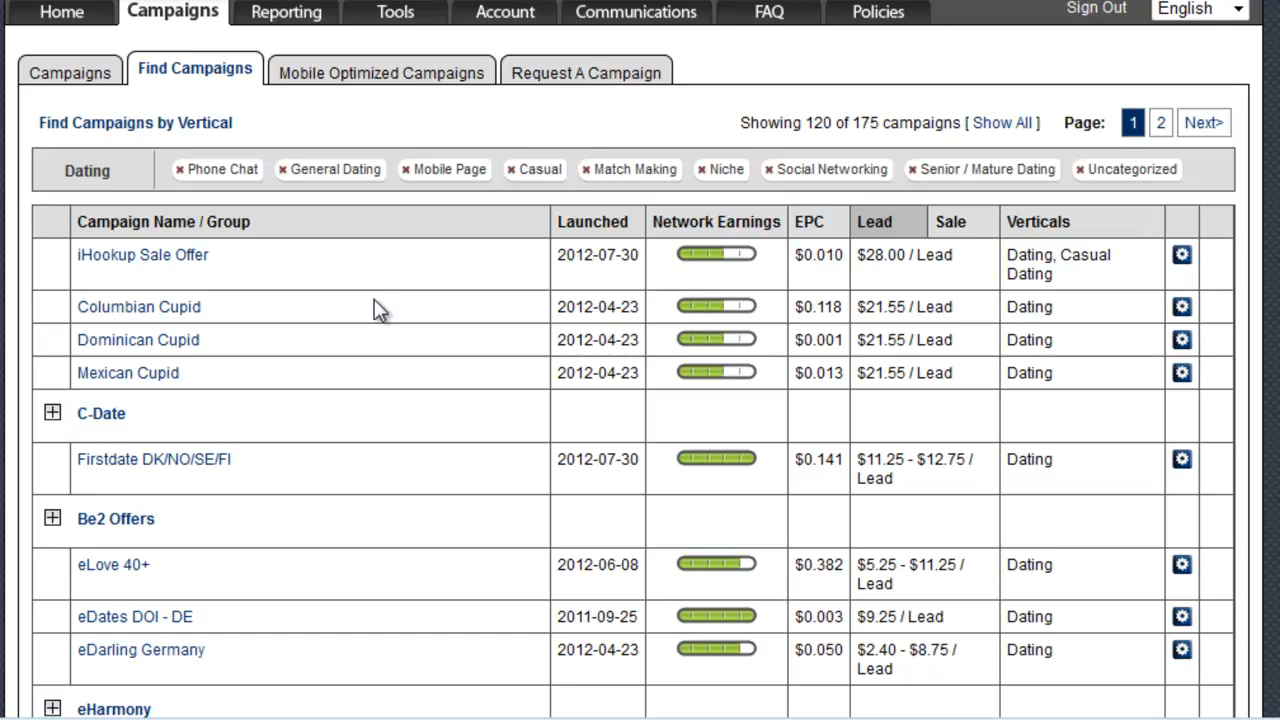 Home Campaigns Reporting Tools Account Communications FAQ Policies Sign Out English
Campaigns Find Campaigns Mobile Optimized Campaigns Request A Campaign
Find Campaigns by Vertical Showing 120 of 175 campaigns [ Show All ] Page: 1 2 Next>
Dating Phone Chat General Dating Mobile Page Casual Match Making Niche Social Networking Senior / Mature Dating Uncategorized
Campaign Name / Group Launched Network Earnings EPC Lead Sale Verticals
iHookup Sale Offer 2012-07-30 $0.010 $28.00 / Lead Dating, Casual
Dating
Columbian Cupid 2012-04-23 $0.118 $21.55 / Lead Dating
Dominican Cupid 2012-04-23 $0.001 $21.55 / Lead Dating
Mexican Cupid 2012-04-23 $0.013 $21.55 / Lead Dating
C-Date
Firstdate DK/NO/SE/FI 2012-07-30 $0.141 $11.25 - $12.75 / Dating
Lead
Be2 Offers
eLove 40+ 2012-06-08 $0.382 $5.25 - $11.25 / Dating
Lead
eDates DOI - DE 2011-09-25 $0.003 $9.25 / Lead Dating
eDarling Germany 2012-04-23 $0.050 $2.40 - $8.75 / Dating
Lead
eHarmony